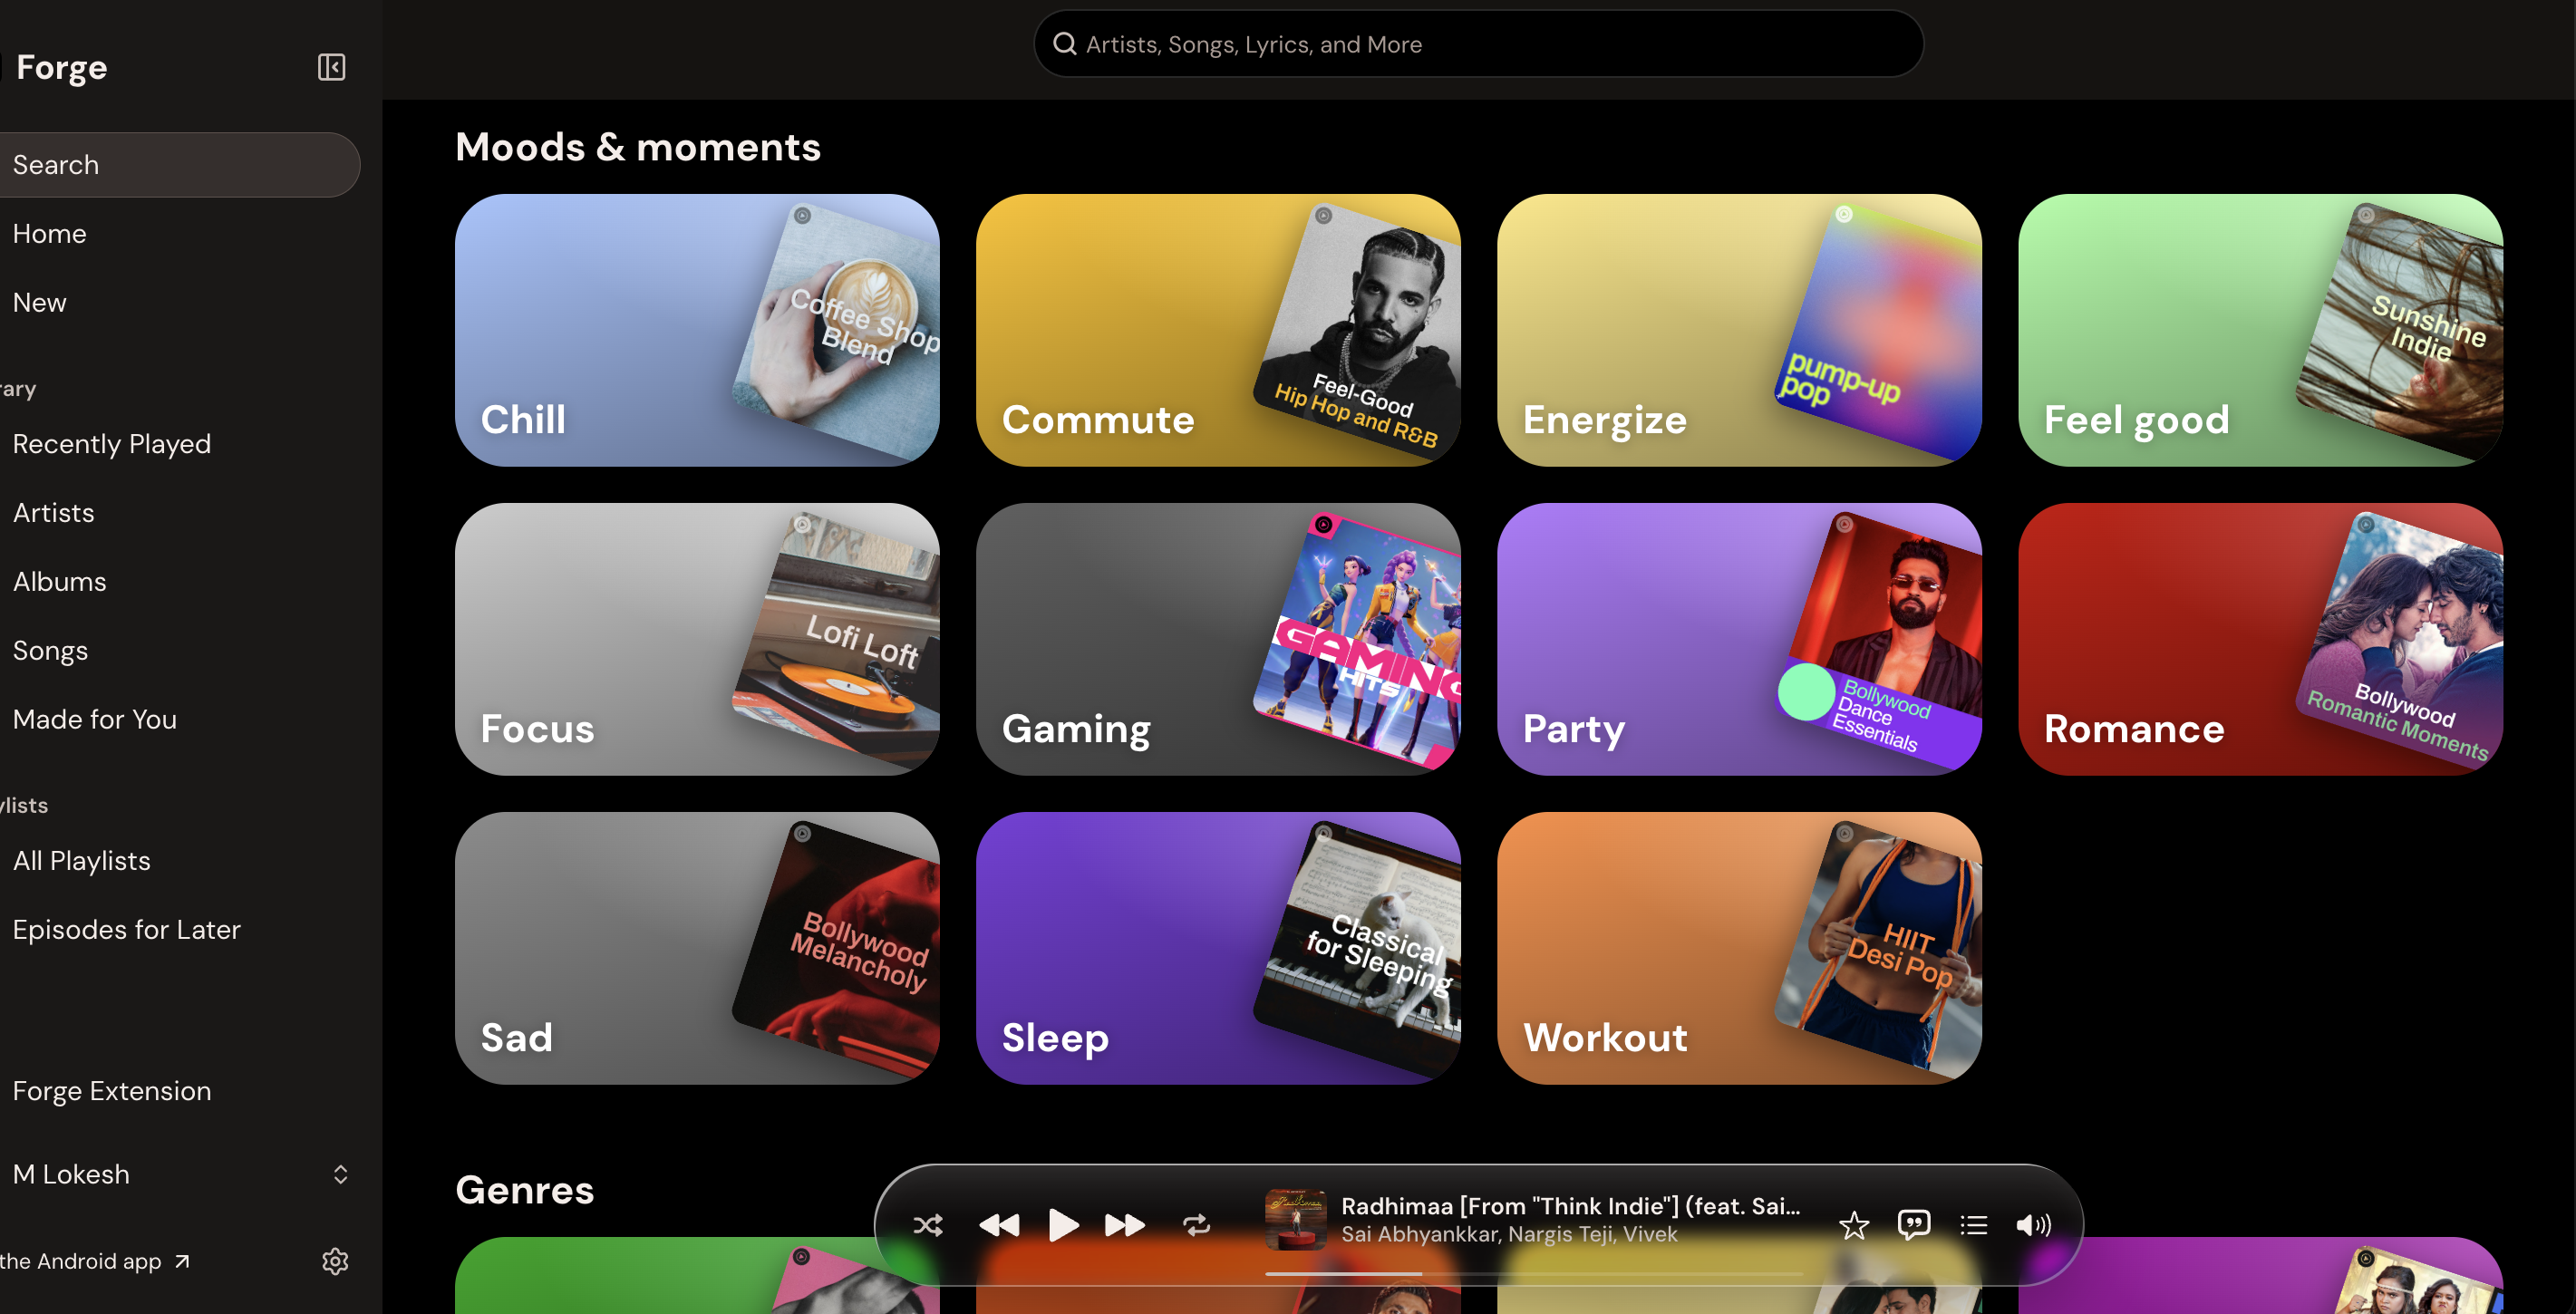 Forge
Search
Home
New
rary
Recently Played
Artists
Albums
Songs
Made for You
ylists
All Playlists
Episodes for Later
Forge Extension
M Lokesh
the Android app
Artists, Songs, Lyrics, and More
Moods & moments
Coffee Shop
Blend
Chill
Feel-Good
Hip Hop and R&B
Commute
pump-up
pop
Energize
Sunshine
Indie
Feel good
Lofi Loft
Focus
GAMING
HITS
Gaming
Bollywood
Dance
Essentials
Party
Bollywood
Romantic Moments
Romance
Bollywood
Melancholy
Sad
Classical
for Sleeping
Sleep
HIIT
Desi Pop
Workout
Genres
Radhimaa [From "Think Indie"] (feat. Sai...
Sai Abhyankkar, Nargis Teji, Vivek